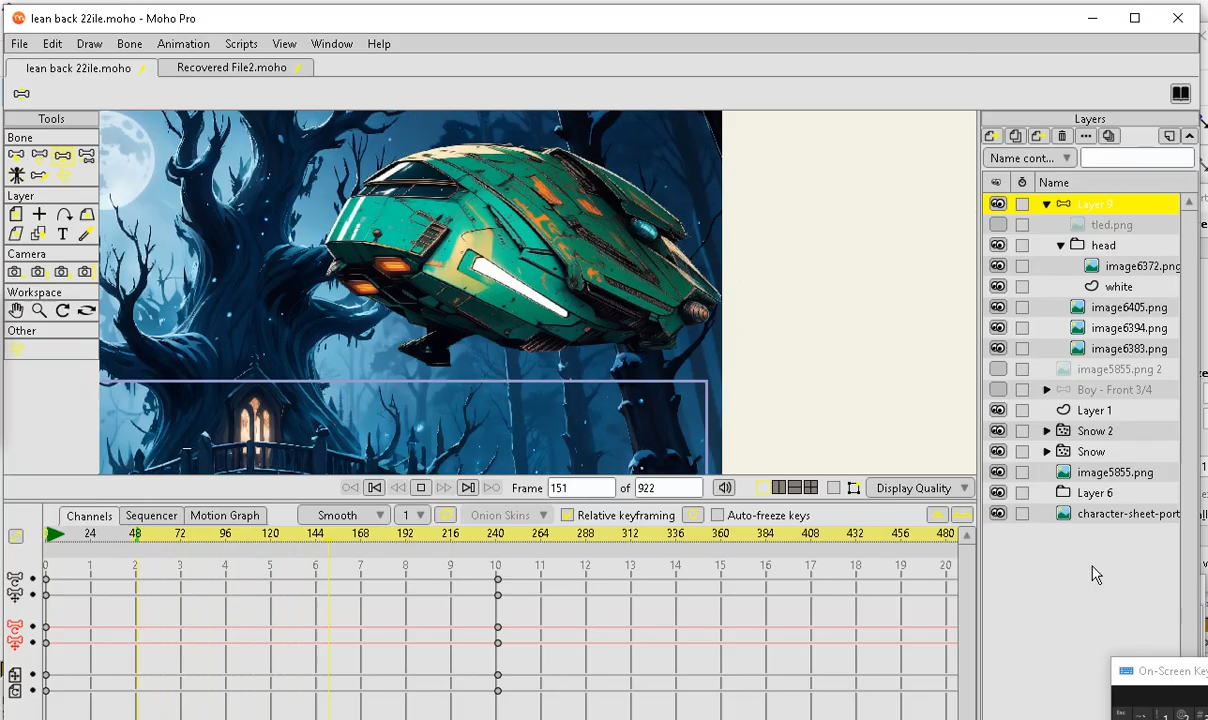 lean back 22ile.moho - Moho Pro
File Edit Draw Bone Animation Scripts View Window Help
lean back 22ile.moho
Recovered File2.moho
Tools
Bone
Layer
T
Camera
Workspace
Other
Layers
Name cont...
Name
Layer 9
tled.png
head
image6372.png
white
image6405.png
image6394.png
image6383.png
image5855.png 2
Boy - Front 3/4
Layer 1
Snow 2
Snow
image5855.png
Layer 6
character-sheet-port
Frame 151 of 922
Display Quality
Channels Sequencer Motion Graph Smooth 1 Onion Skins Relative keyframing Auto-freeze keys
24 48 72 96 120 144 168 192 216 240 264 288 312 336 360 384 408 432 456 480
0 1 2 3 4 5 6 7 8 9 10 11 12 13 14 15 16 17 18 19 20
On-Screen Key